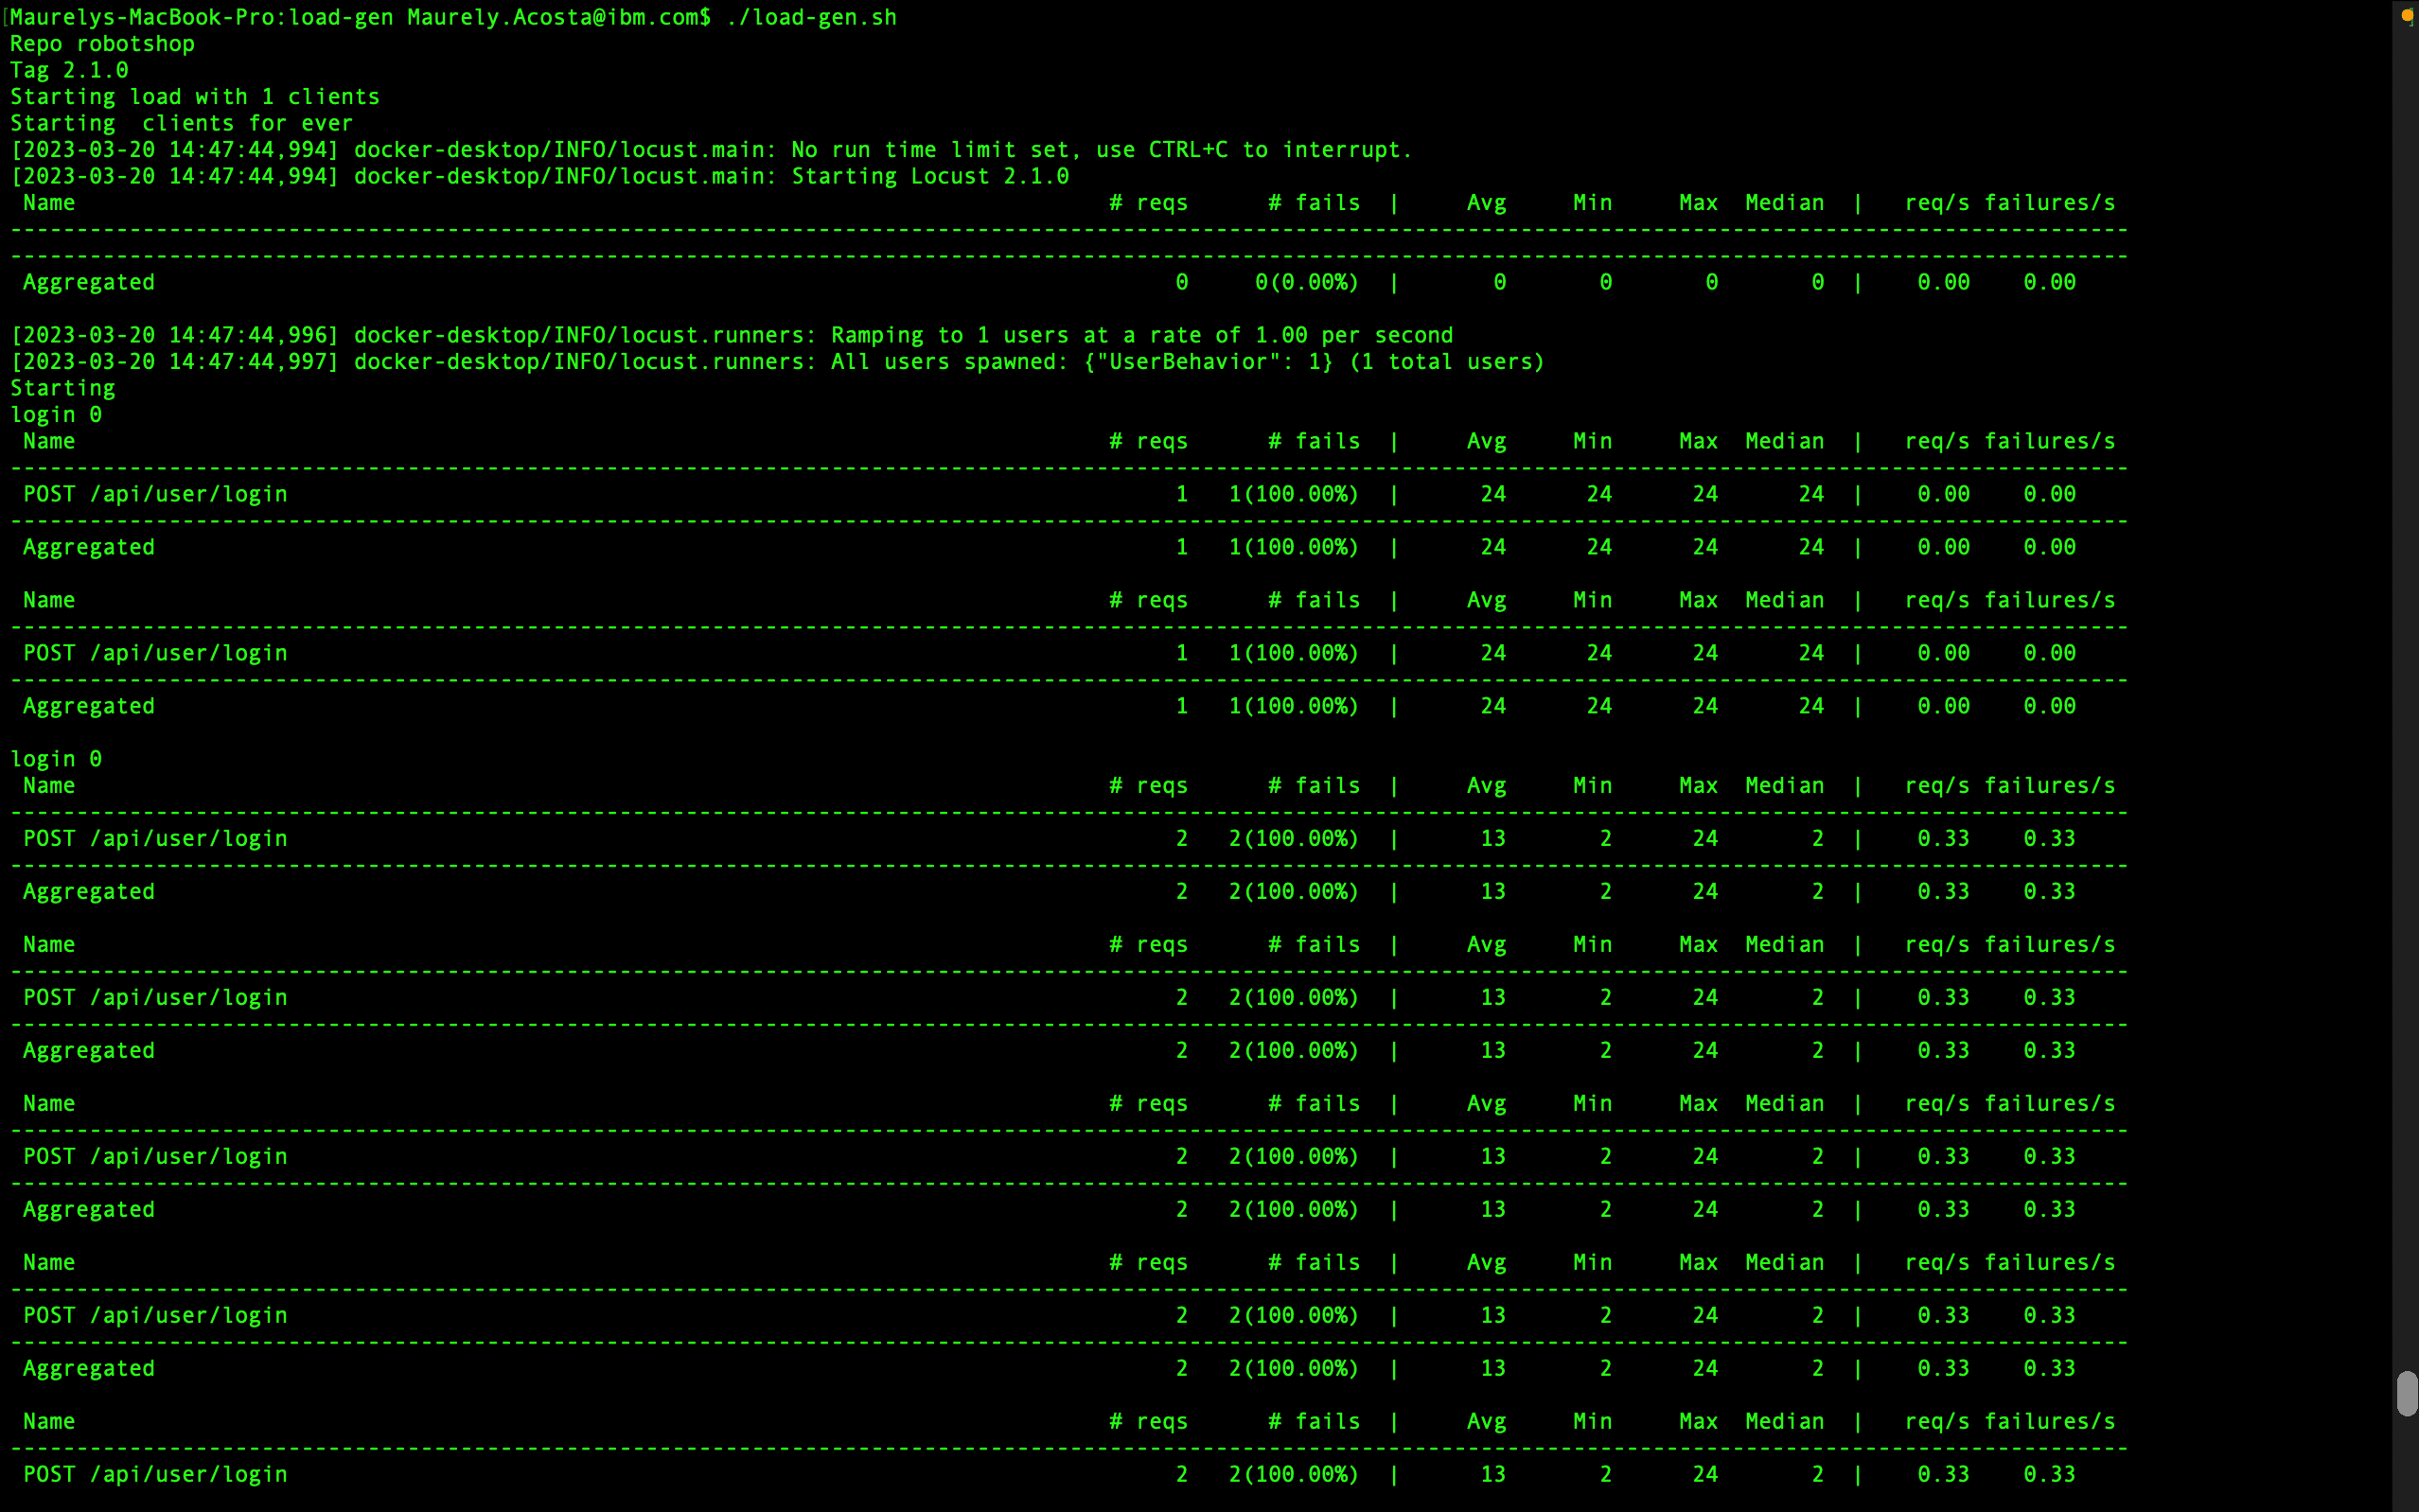 Maurelys-MacBook-Pro:load-gen Maurely.Acosta@ibm.com$ ./load-gen.sh
Repo robotshop
Tag 2.1.0
Starting load with 1 clients
Starting  clients for ever
[2023-03-20 14:47:44,994] docker-desktop/INFO/locust.main: No run time limit set, use CTRL+C to interrupt.
[2023-03-20 14:47:44,994] docker-desktop/INFO/locust.main: Starting Locust 2.1.0
Name # reqs # fails | Avg Min Max Median | req/s failures/s
Aggregated 0 0(0.00%) | 0 0 0 0 | 0.00 0.00
[2023-03-20 14:47:44,996] docker-desktop/INFO/locust.runners: Ramping to 1 users at a rate of 1.00 per second
[2023-03-20 14:47:44,997] docker-desktop/INFO/locust.runners: All users spawned: {"UserBehavior": 1} (1 total users)
Starting
login 0
Name # reqs # fails | Avg Min Max Median | req/s failures/s
POST /api/user/login 1 1(100.00%) | 24 24 24 24 | 0.00 0.00
Aggregated 1 1(100.00%) | 24 24 24 24 | 0.00 0.00
Name # reqs # fails | Avg Min Max Median | req/s failures/s
POST /api/user/login 1 1(100.00%) | 24 24 24 24 | 0.00 0.00
Aggregated 1 1(100.00%) | 24 24 24 24 | 0.00 0.00
login 0
Name # reqs # fails | Avg Min Max Median | req/s failures/s
POST /api/user/login 2 2(100.00%) | 13 2 24 2 | 0.33 0.33
Aggregated 2 2(100.00%) | 13 2 24 2 | 0.33 0.33
Name # reqs # fails | Avg Min Max Median | req/s failures/s
POST /api/user/login 2 2(100.00%) | 13 2 24 2 | 0.33 0.33
Aggregated 2 2(100.00%) | 13 2 24 2 | 0.33 0.33
Name # reqs # fails | Avg Min Max Median | req/s failures/s
POST /api/user/login 2 2(100.00%) | 13 2 24 2 | 0.33 0.33
Aggregated 2 2(100.00%) | 13 2 24 2 | 0.33 0.33
Name # reqs # fails | Avg Min Max Median | req/s failures/s
POST /api/user/login 2 2(100.00%) | 13 2 24 2 | 0.33 0.33
Aggregated 2 2(100.00%) | 13 2 24 2 | 0.33 0.33
Name # reqs # fails | Avg Min Max Median | req/s failures/s
POST /api/user/login 2 2(100.00%) | 13 2 24 2 | 0.33 0.33